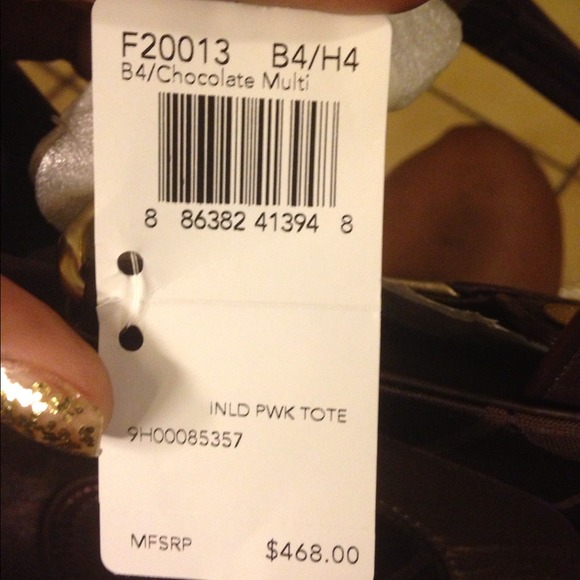 F20013 B4/H4
B4/Chocolate Multi
8 86382 41394 8
INLD PWK TOTE
9H00085357
MFSRP $468.00